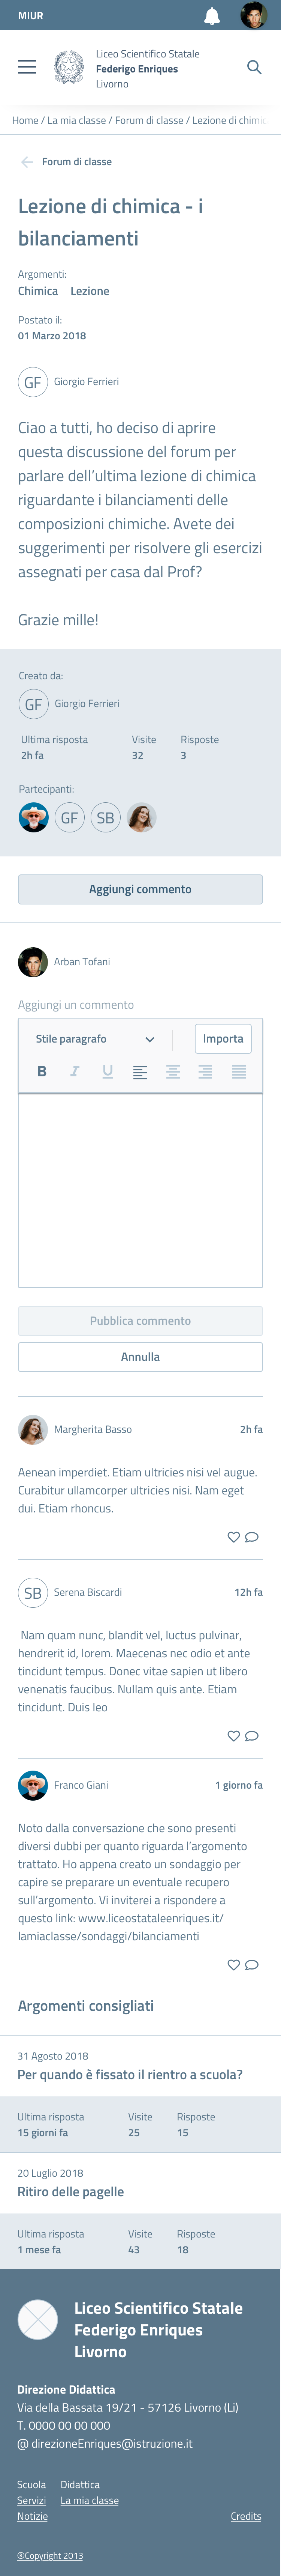 MIUR
Liceo Scientifico Statale
Federigo Enriques
Livorno
Home / La mia classe / Forum di classe / Lezione di chimic
Forum di classe
Lezione di chimica - i
bilanciamenti
Argomenti:
Chimica Lezione
Postato il:
01 Marzo 2018
GF Giorgio Ferrieri
Ciao a tutti, ho deciso di aprire
questa discussione del forum per
parlare dell'ultima lezione di chimica
riguardante i bilanciamenti delle
composizioni chimiche. Avete dei
suggerimenti per risolvere gli esercizi
assegnati per casa dal Prof?
Grazie mille!
Creato da:
GF Giorgio Ferrieri
Ultima risposta Visite Risposte
2h fa 32 3
Partecipanti:
GF SB
Aggiungi commento
Arban Tofani
Aggiungi un commento
Stile paragrafo Importa
B I U
Pubblica commento
Annulla
Margherita Basso 2h fa
Aenean imperdiet. Etiam ultricies nisi vel augue.
Curabitur ullamcorper ultricies nisi. Nam eget
dui. Etiam rhoncus.
SB Serena Biscardi 12h fa
Nam quam nunc, blandit vel, luctus pulvinar,
hendrerit id, lorem. Maecenas nec odio et ante
tincidunt tempus. Donec vitae sapien ut libero
venenatis faucibus. Nullam quis ante. Etiam
tincidunt. Duis leo
Franco Giani 1 giorno fa
Noto dalla conversazione che sono presenti
diversi dubbi per quanto riguarda l'argomento
trattato. Ho appena creato un sondaggio per
capire se preparare un eventuale recupero
sull'argomento. Vi inviterei a rispondere a
questo link: www.liceostataleenriques.it/
lamiaclasse/sondaggi/bilanciamenti
Argomenti consigliati
31 Agosto 2018
Per quando è fissato il rientro a scuola?
Ultima risposta Visite Risposte
15 giorni fa 25 15
20 Luglio 2018
Ritiro delle pagelle
Ultima risposta Visite Risposte
1 mese fa 43 18
Liceo Scientifico Statale
Federigo Enriques
Livorno
Direzione Didattica
Via della Bassata 19/21 - 57126 Livorno (Li)
T. 0000 00 00 000
@ direzioneEnriques@istruzione.it
Scuola Didattica
Servizi La mia classe
Notizie Credits
®Copyright 2013